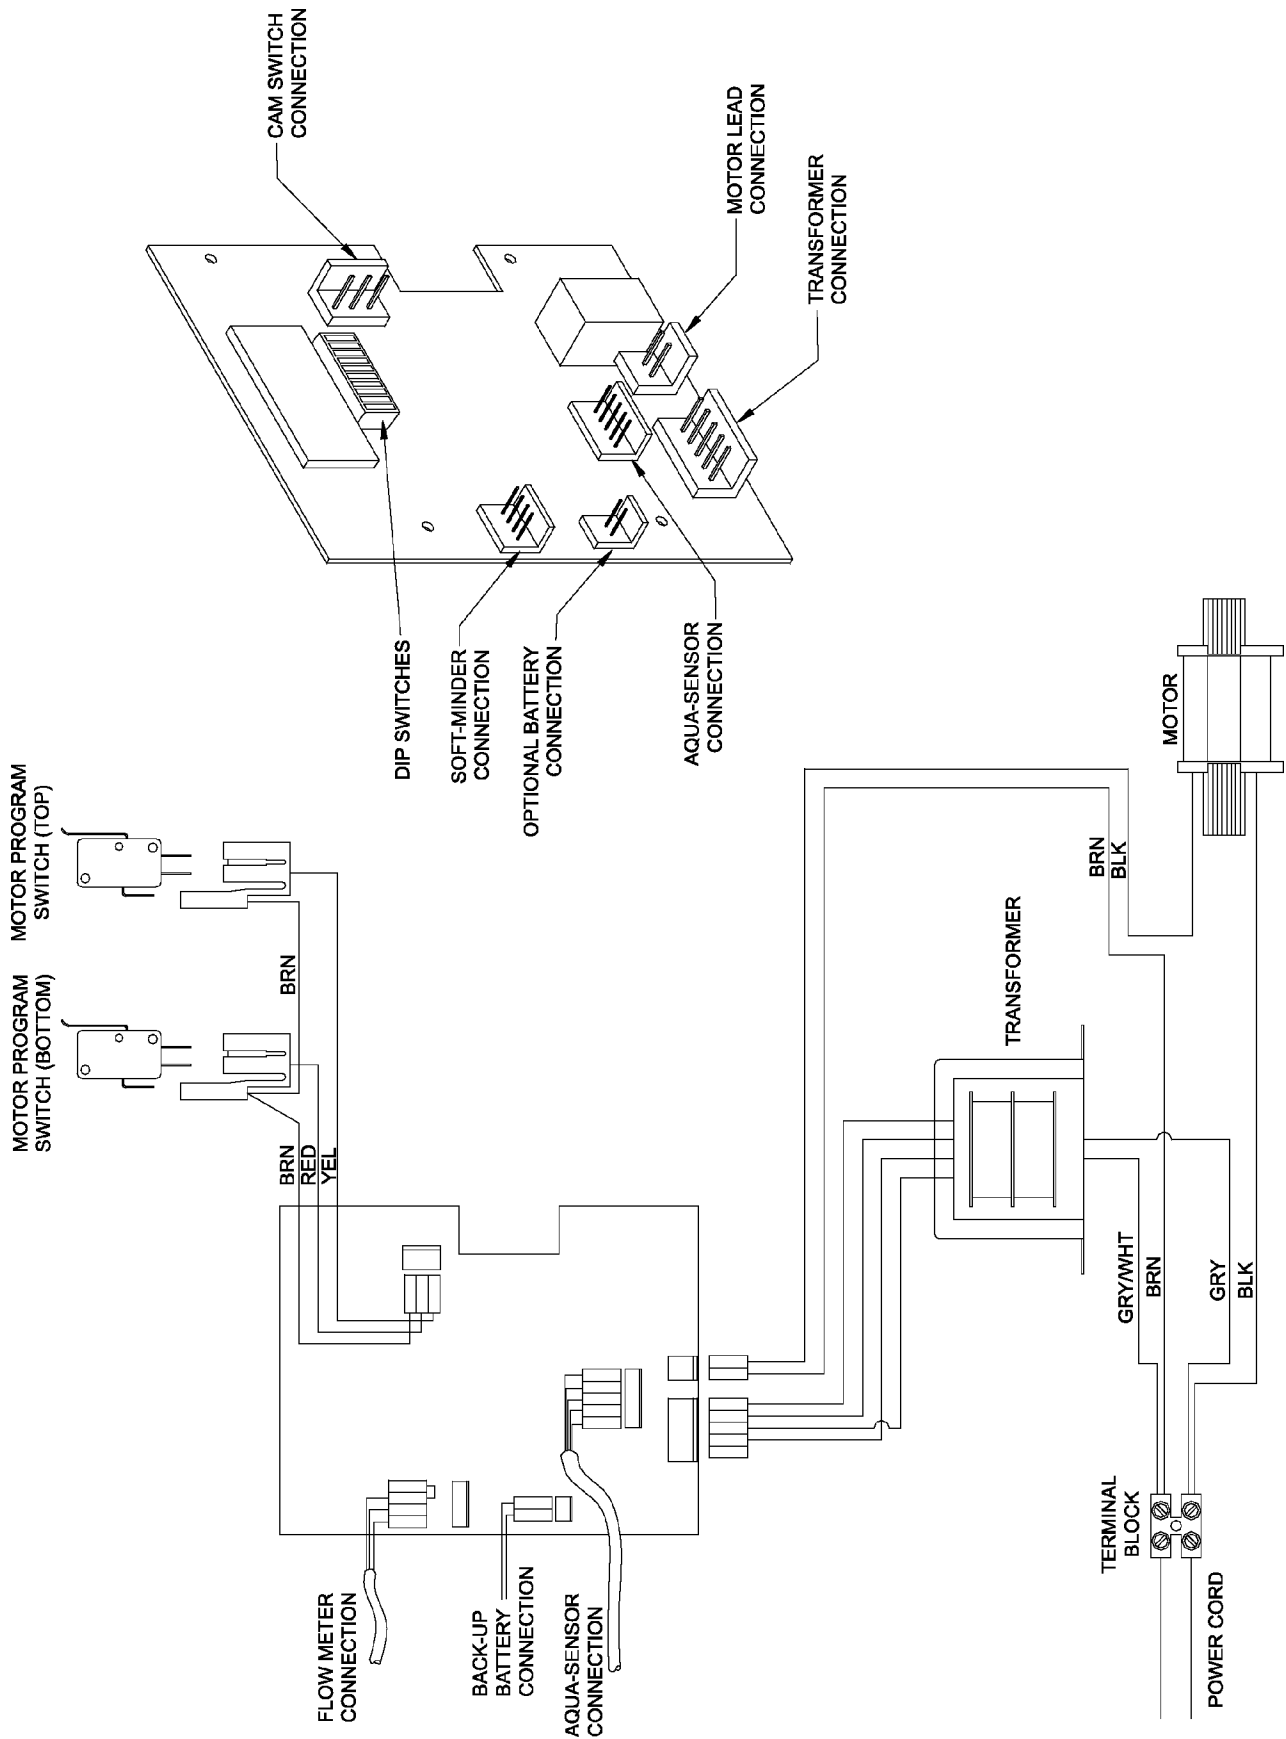 MOTOR PROGRAM
SWITCH (BOTTOM)
MOTOR PROGRAM
SWITCH (TOP)
CAM SWITCH
CONNECTION
BRN
RED
YEL
BRN
DIP SWITCHES
SOFT-MINDER
CONNECTION
OPTIONAL BATTERY
CONNECTION
AQUA-SENSOR
CONNECTION
MOTOR LEAD
CONNECTION
TRANSFORMER
CONNECTION
FLOW METER
CONNECTION
BACK-UP
BATTERY
CONNECTION
AQUA-SENSOR
CONNECTION
TRANSFORMER
BRN
BLK
MOTOR
TERMINAL
BLOCK
GRY/WHT
BRN
GRY
BLK
POWER CORD